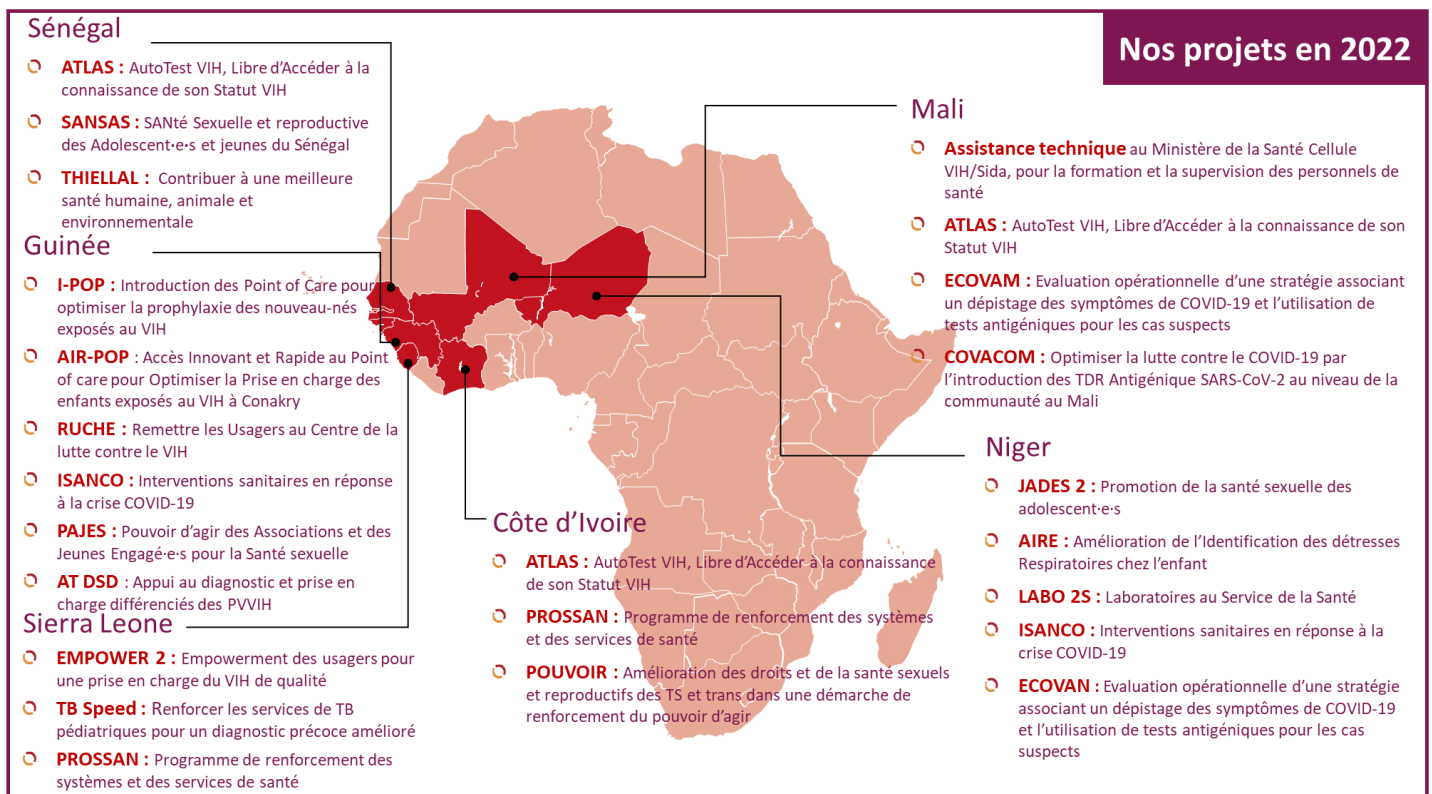 Nos projets en 2022
Sénégal
ATLAS : AutoTest VIH, Libre d'Accéder à la
connaissance de son Statut VIH
SANSAS : SANté Sexuelle et reproductive
des Adolescent·e·s et jeunes du Sénégal
THIELLAL : Contribuer à une meilleure
santé humaine, animale et
environnementale
Guinée
I-POP : Introduction des Point of Care pour
optimiser la prophylaxie des nouveau-nés
exposés au VIH
AIR-POP : Accès Innovant et Rapide au Point
of care pour Optimiser la Prise en charge des
enfants exposés au VIH à Conakry
RUCHE : Remettre les Usagers au Centre de la
lutte contre le VIH
ISANCO : Interventions sanitaires en réponse
à la crise COVID-19
PAJES : Pouvoir d'agir des Associations et des
Jeunes Engagé·e·s pour la Santé sexuelle
AT DSD : Appui au diagnostic et prise en
charge différenciés des PVVIH
Sierra Leone
EMPOWER 2 : Empowerment des usagers pour
une prise en charge du VIH de qualité
TB Speed : Renforcer les services de TB
pédiatriques pour un diagnostic précoce amélioré
PROSSAN : Programme de renforcement des
systèmes et des services de santé
Côte d'Ivoire
ATLAS : AutoTest VIH, Libre d'Accéder à la connaissance
de son Statut VIH
PROSSAN : Programme de renforcement des systèmes
et des services de santé
POUVOIR : Amélioration des droits et de la santé sexuels
et reproductifs des TS et trans dans une démarche de
renforcement du pouvoir d'agir
Mali
Assistance technique au Ministère de la Santé Cellule
VIH/Sida, pour la formation et la supervision des personnels de
santé
ATLAS : AutoTest VIH, Libre d'Accéder à la connaissance de son
Statut VIH
ECOVAM : Evaluation opérationnelle d'une stratégie associant
un dépistage des symptômes de COVID-19 et l'utilisation de
tests antigéniques pour les cas suspects
COVACOM : Optimiser la lutte contre le COVID-19 par
l'introduction des TDR Antigénique SARS-CoV-2 au niveau de la
communauté au Mali
Niger
JADES 2 : Promotion de la santé sexuelle des
adolescent·e·s
AIRE : Amélioration de l'Identification des détresses
Respiratoires chez l'enfant
LABO 2S : Laboratoires au Service de la Santé
ISANCO : Interventions sanitaires en réponse à la
crise COVID-19
ECOVAN : Evaluation opérationnelle d'une stratégie
associant un dépistage des symptômes de COVID-19
et l'utilisation de tests antigéniques pour les cas
suspects